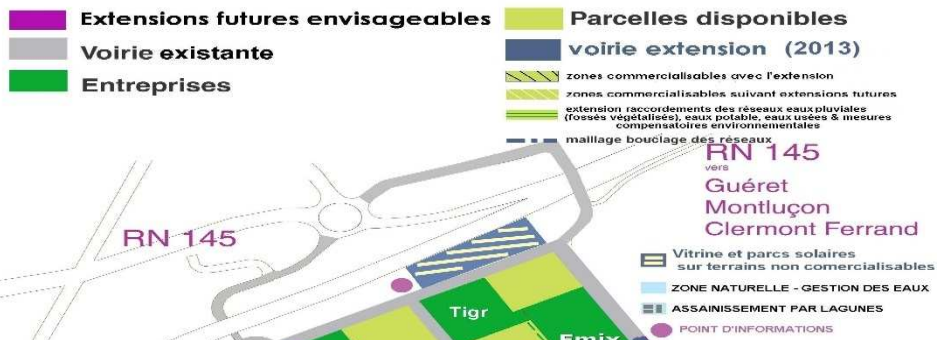 Extensions futures envisageables
Voirie existante
Entreprises
Parcelles disponibles
voirie extension (2013)
zones commercialisables avec l'extension
zones commercialisables suivant extensions futures
extension raccordements des réseaux eaux pluviales
(fossés végétalisés), eaux potable, eaux usées & mesures
compensatoires environnementales
maillage bouclage des réseaux
RN 145
vers
Guéret
Montluçon
Clermont Ferrand
RN 145
Vitrine et parcs solaires
sur terrains non comercialisables
ZONE NATURELLE - GESTION DES EAUX
ASSAINISSEMENT PAR LAGUNES
POINT D'INFORMATIONS
Tigr
Emix